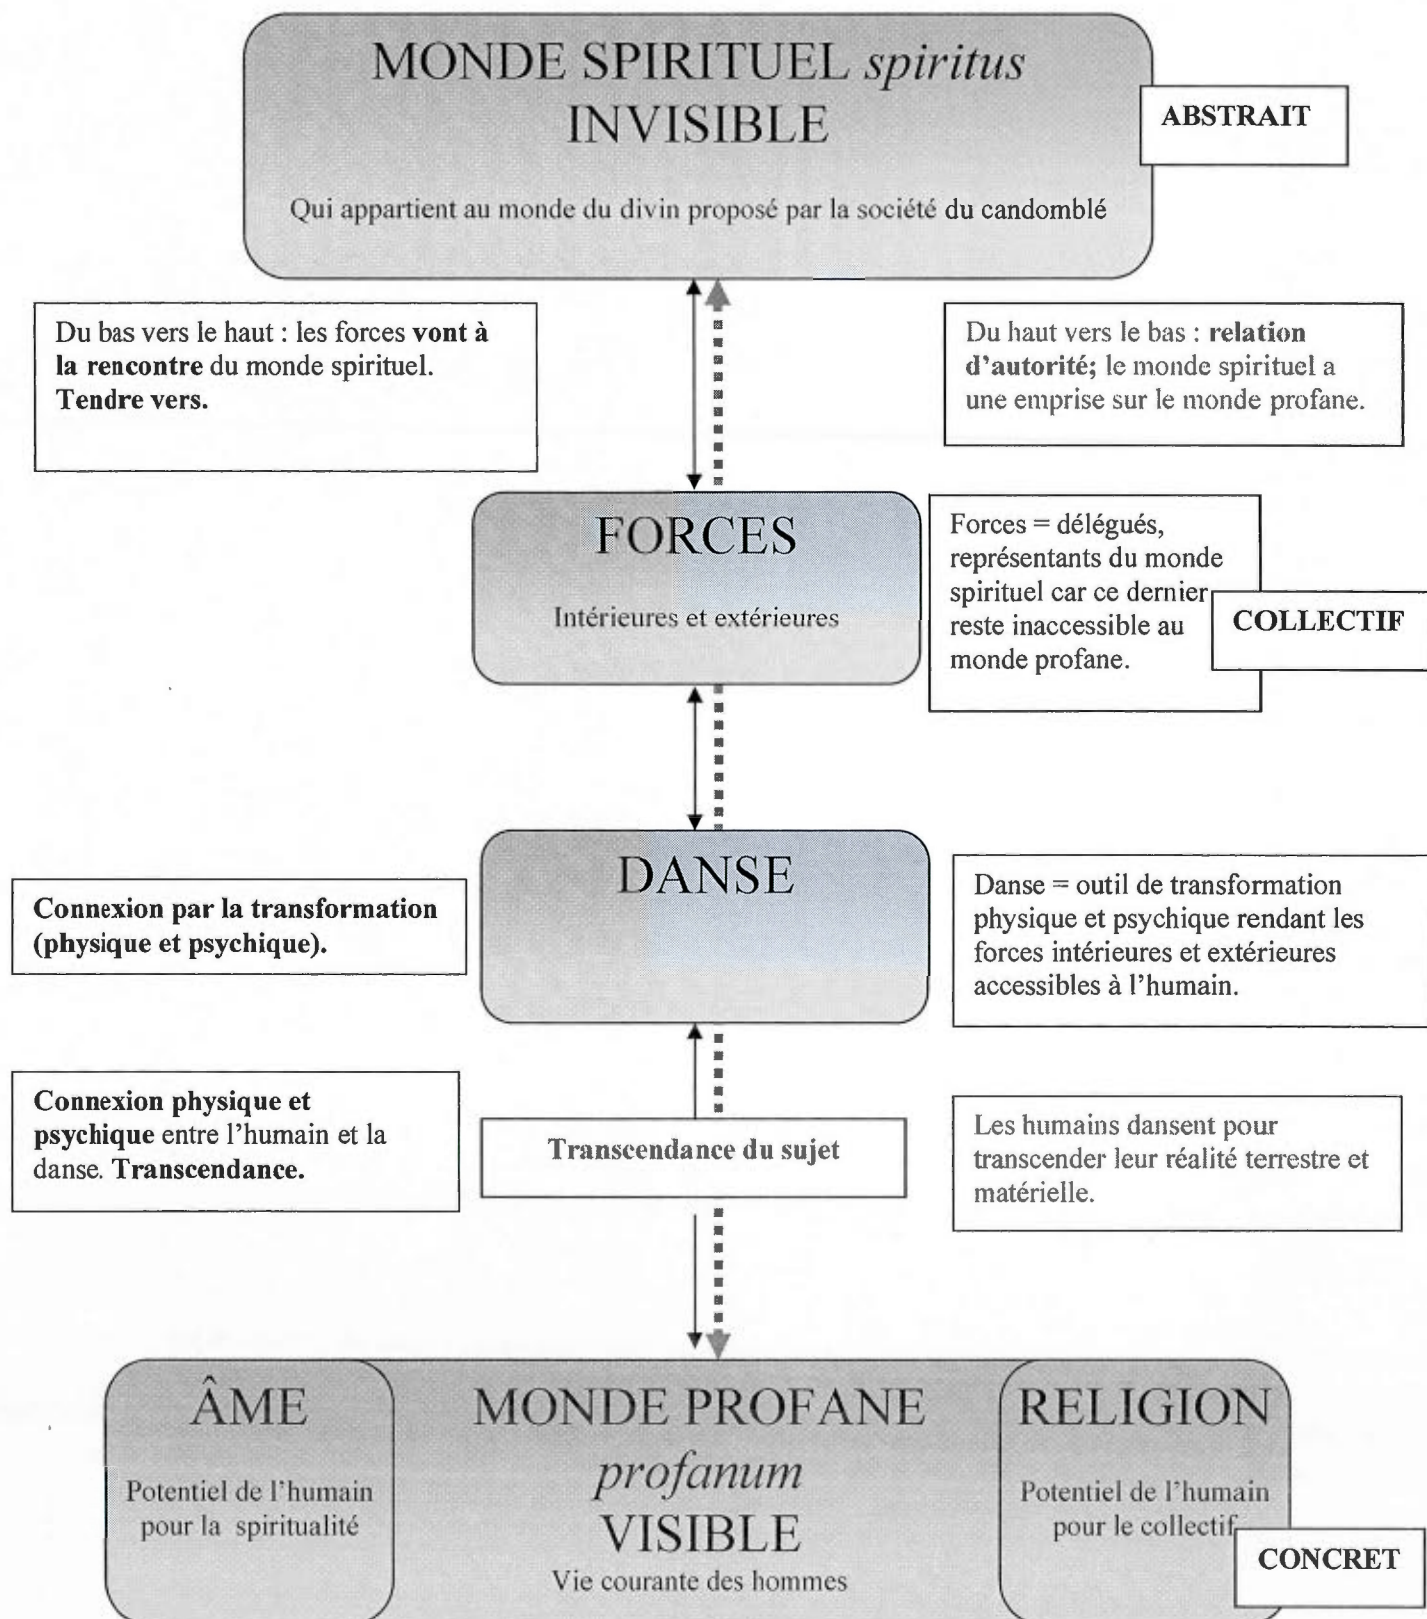 MONDE SPIRITUEL spiritus
INVISIBLE
Qui appartient au monde du divin proposé par la société du candomblé
ABSTRAIT
Du bas vers le haut : les forces vont à
la rencontre du monde spirituel.
Tendre vers.
Du haut vers le bas : relation
d'autorité; le monde spirituel a
une emprise sur le monde profane.
FORCES
Intérieures et extérieures
Forces = délégués,
représentants du monde
spirituel car ce dernier
reste inaccessible au
monde profane.
COLLECTIF
DANSE
Connexion par la transformation
(physique et psychique).
Danse = outil de transformation
physique et psychique rendant les
forces intérieures et extérieures
accessibles à l'humain.
Connexion physique et
psychique entre l'humain et la
danse. Transcendance.
Transcendance du sujet
Les humains dansent pour
transcender leur réalité terrestre et
matérielle.
ÂME
Potentiel de l'humain
pour la spiritualité
MONDE PROFANE
profanum
VISIBLE
Vie courante des hommes
RELIGION
Potentiel de l'humain
pour le collectif
CONCRET